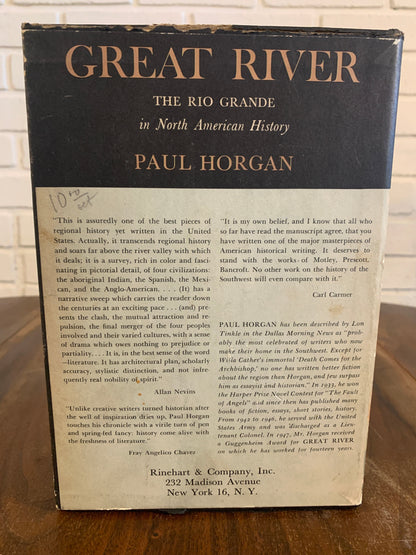 GREAT RIVER
THE RIO GRANDE
in North American History
PAUL HORGAN
10.00
set
"This is assuredly one of the best pieces of
regional history yet written in the United
States. Actually, it transcends regional history
and soars far above the river valley with which
it deals; it is a survey, rich in color and fasci-
nating in pictorial detail, of four civilizations:
the aboriginal Indian, the Spanish, the Mexi-
can, and the Anglo-American. . . . (It) has a
narrative sweep which carries the reader down
the centuries at an exciting pace . . . (and) pre-
sents the clash, the mutual attraction and re-
pulsion, the final merger of the four peoples
involved and their varied cultures, with a sense
of drama which owes nothing to prejudice or
partiality. . . . It is, in the best sense of the word
—literature. It has architectural plan, scholarly
accuracy, stylistic distinction, and not infre-
quently real nobility of spirit."
Allan Nevins
"Unlike creative writers turned historian after
the well of inspiration dries up, Paul Horgan
touches his chronicle with a virile turn of pen
and spring-fed fancy: history come alive with
the freshness of literature."
Fray Angelico Chavez
"It is my own belief, and I know that all who
so far have read the manuscript agree, that you
have written one of the major masterpieces of
American historical writing. It deserves to
stand with the works of Motley, Prescott,
Bancroft. No other work on the history of the
Southwest will even compare with it."
Carl Carmer
PAUL HORGAN has been described by Lon
Tinkle in the Dallas Morning News as "prob-
ably the most celebrated of writers who now
make their home in the Southwest. Except for
Willa Cather's immortal 'Death Comes for the
Archbishop,' no one has written better fiction
about the region than Horgan, and few surpass
him as essayist and historian." In 1933, he won
the Harper Prize Novel Contest for "The Fault
of Angels" and since then has published many
books of fiction, essays, short stories, history.
From 1942 to 1946, he served with the United
States Army and was discharged as a Lieu-
tenant Colonel. In 1947, Mr. Horgan received
a Guggenheim Award for GREAT RIVER
on which he has worked for fourteen years.
Rinehart & Company, Inc.
232 Madison Avenue
New York 16, N. Y.